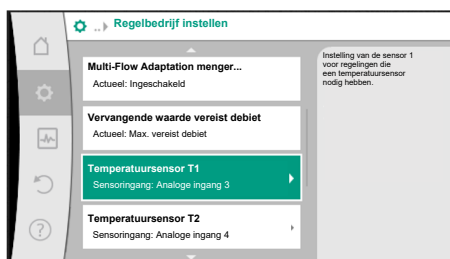 ..▸ Regelbedrijf instellen
Multi-Flow Adaptation menger...
Actueel: Ingeschakeld
Vervangende waarde vereist debiet
Actueel: Max. vereist debiet
Temperatuursensor T1
Sensoringang: Analoge ingang 3
Temperatuursensor T2
Sensoringang: Analoge ingang 4
Instelling van de sensor 1
voor regelingen die
een temperatuursensor
nodig hebben.
?